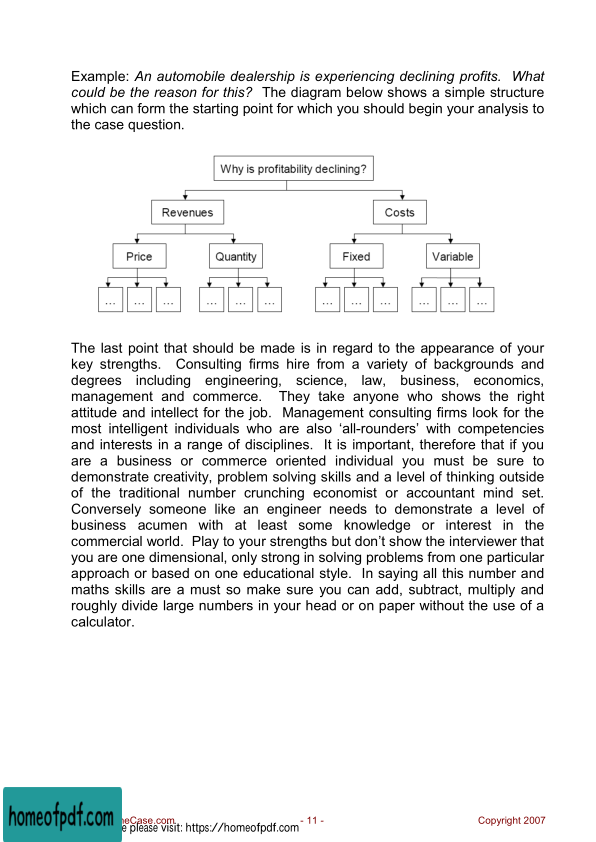 Example: An automobile dealership is experiencing declining profits. What
could be the reason for this? The diagram below shows a simple structure
which can form the starting point for which you should begin your analysis to
the case question.
Why is profitability declining?
Revenues Costs
Price Quantity Fixed Variable
... ... ... ... ... ... ... ... ... ... ... ...
The last point that should be made is in regard to the appearance of your
key strengths. Consulting firms hire from a variety of backgrounds and
degrees including engineering, science, law, business, economics,
management and commerce. They take anyone who shows the right
attitude and intellect for the job. Management consulting firms look for the
most intelligent individuals who are also ‘all-rounders’ with competencies
and interests in a range of disciplines. It is important, therefore that if you
are a business or commerce oriented individual you must be sure to
demonstrate creativity, problem solving skills and a level of thinking outside
of the traditional number crunching economist or accountant mind set.
Conversely someone like an engineer needs to demonstrate a level of
business acumen with at least some knowledge or interest in the
commercial world. Play to your strengths but don’t show the interviewer that
you are one dimensional, only strong in solving problems from one particular
approach or based on one educational style. In saying all this number and
maths skills are a must so make sure you can add, subtract, multiply and
roughly divide large numbers in your head or on paper without the use of a
calculator.
homeofpdf.com
neCase.com - 11 - Copyright 2007
e please visit: https://homeofpdf.com